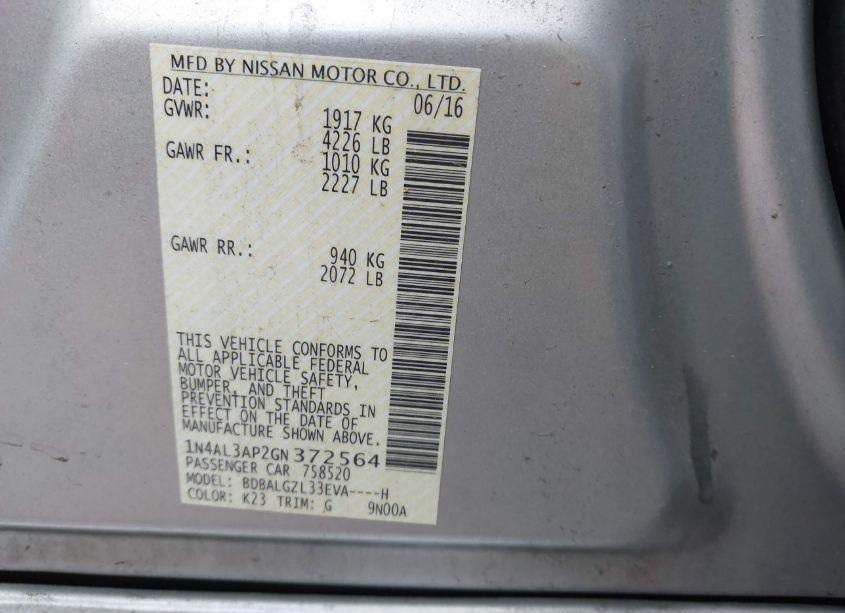 MFD BY NISSAN MOTOR CO., LTD.
DATE: 06/16
GVWR: 1917 KG
4226 LB
GAWR FR.: 1010 KG
2227 LB
GAWR RR.: 940 KG
2072 LB
THIS VEHICLE CONFORMS TO
ALL APPLICABLE FEDERAL
MOTOR VEHICLE SAFETY,
BUMPER, AND THEFT
PREVENTION STANDARDS IN
EFFECT ON THE DATE OF
MANUFACTURE SHOWN ABOVE.
1N4AL3AP2GN372564
PASSENGER CAR 758520
MODEL: BDBALGZL33EVA----H
COLOR: K23 TRIM: G 9N00A